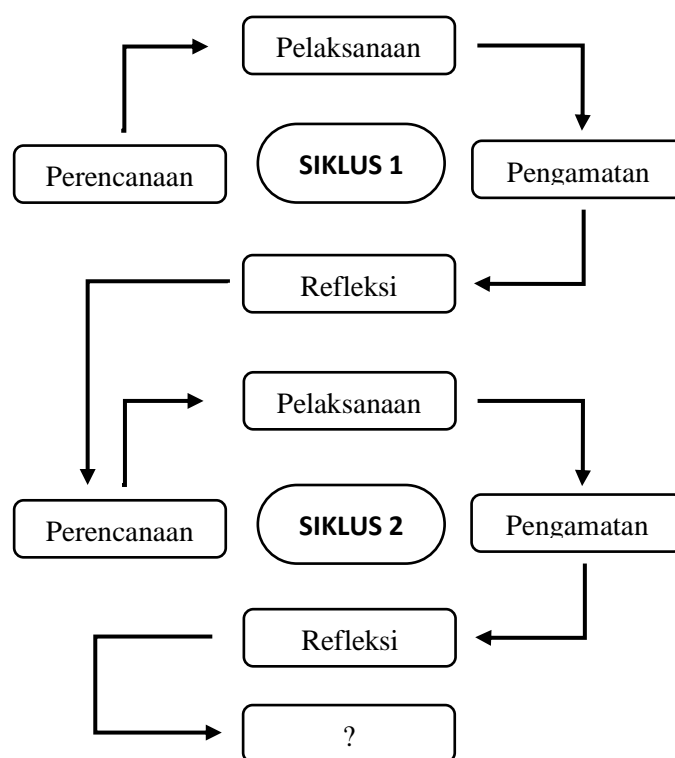 Pelaksanaan
Perencanaan
SIKLUS 1
Pengamatan
Refleksi
Pelaksanaan
Perencanaan
SIKLUS 2
Pengamatan
Refleksi
?